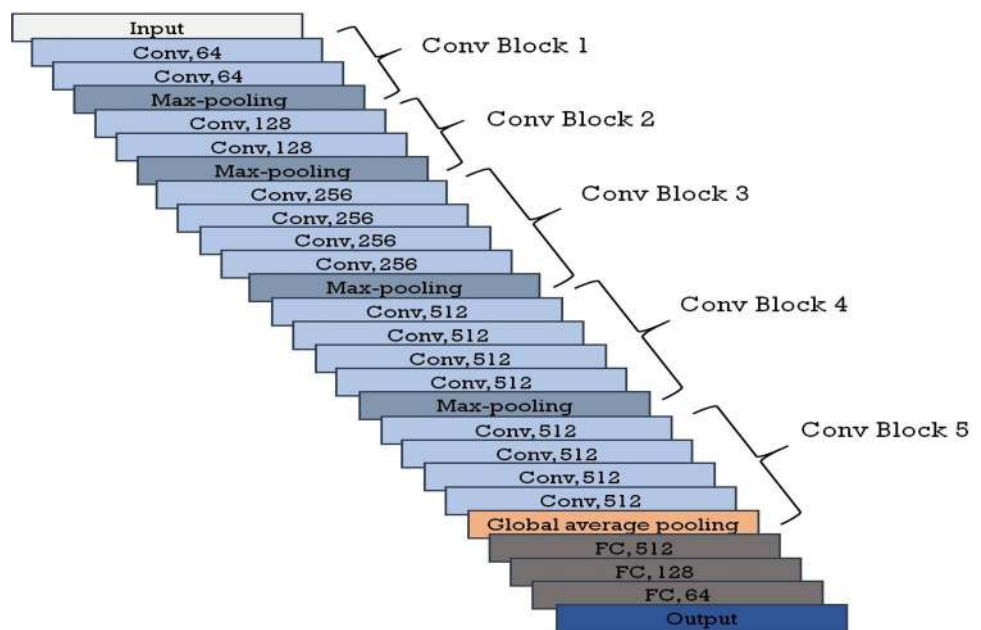 Input
Conv Block 1
Conv,64
Conv,64
Max-pooling
Conv Block 2
Conv,128
Conv,128
Max-pooling
Conv Block 3
Conv,256
Conv,256
Conv,256
Conv,256
Max-pooling
Conv Block 4
Conv,512
Conv,512
Conv,512
Conv,512
Max-pooling
Conv Block 5
Conv,512
Conv,512
Conv,512
Conv,512
Global average pooling
FC,512
FC,128
FC,64
Output